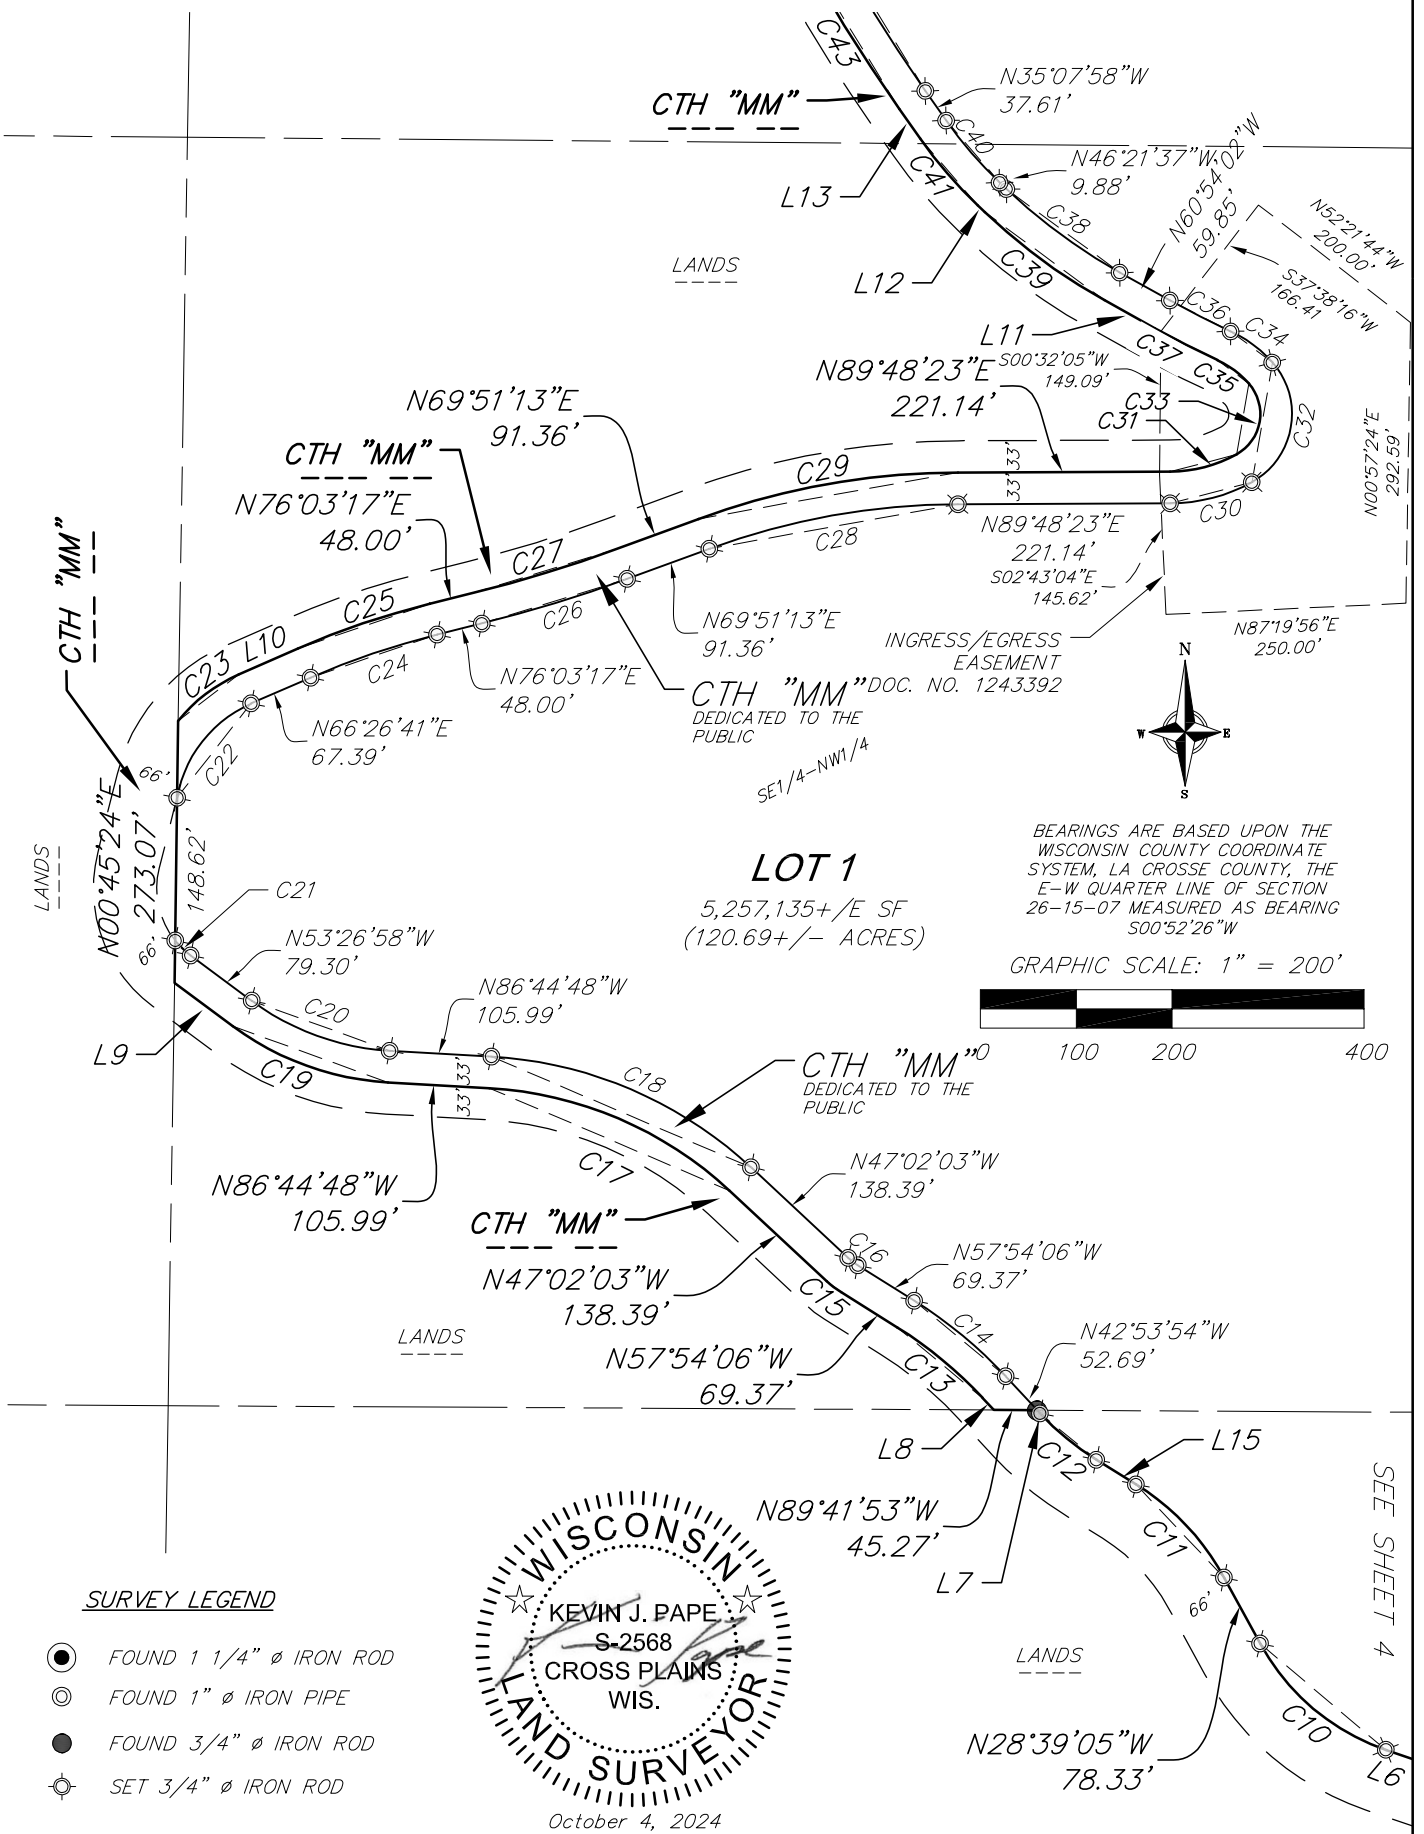 C43
CTH "MM"
N35°07'58"W
37.61'
C40
L13
C41
N46°21'37"W
9.88'
N60°54'02"W
59.85'
C38
N52°21'44"W
200.00'
S37°38'16"W
166.41
LANDS
L12
C39
C36
C34
L11
C37
C35
S00°32'05"W
149.09'
N89°48'23"E
221.14'
C33
C31
C32
N00°57'24"E
292.59'
N69°51'13"E
91.36'
CTH "MM"
N76°03'17"E
48.00'
C29
33'
33'
C30
C28
N89°48'23"E
221.14'
S02°43'04"E
145.62'
C27
CTH "MM"
C25
C26
N69°51'13"E
91.36'
INGRESS/EGRESS
EASEMENT
DOC. NO. 1243392
N87°19'56"E
250.00'
C23
L10
C24
N76°03'17"E
48.00'
CTH "MM"
DEDICATED TO THE
PUBLIC
N66°26'41"E
67.39'
C22
SE1/4-NW1/4
N
W
E
S
66'
N00°45'24"E
273.07'
148.62'
LANDS
LOT 1
5,257,135+/E SF
(120.69+/- ACRES)
BEARINGS ARE BASED UPON THE
WISCONSIN COUNTY COORDINATE
SYSTEM, LA CROSSE COUNTY, THE
E-W QUARTER LINE OF SECTION
26-15-07 MEASURED AS BEARING
S00°52'26"W
C21
66'
N53°26'58"W
79.30'
GRAPHIC SCALE: 1" = 200'
0 100 200 400
N86°44'48"W
105.99'
C20
L9
C19
33'
33'
C18
CTH "MM"
DEDICATED TO THE
PUBLIC
C17
N86°44'48"W
105.99'
N47°02'03"W
138.39'
CTH "MM"
N47°02'03"W
138.39'
C16
N57°54'06"W
69.37'
C15
LANDS
C14
N42°53'54"W
52.69'
N57°54'06"W
69.37'
C13
L8
C12
L15
N89°41'53"W
45.27'
L7
C11
SEE SHEET 4
66'
LANDS
N28°39'05"W
78.33'
C10
L6
SURVEY LEGEND
FOUND 1 1/4" ø IRON ROD
FOUND 1" ø IRON PIPE
FOUND 3/4" ø IRON ROD
SET 3/4" ø IRON ROD
WISCONSIN
KEVIN J. PAPE
S-2568
CROSS PLAINS
WIS.
LAND SURVEYOR
October 4, 2024